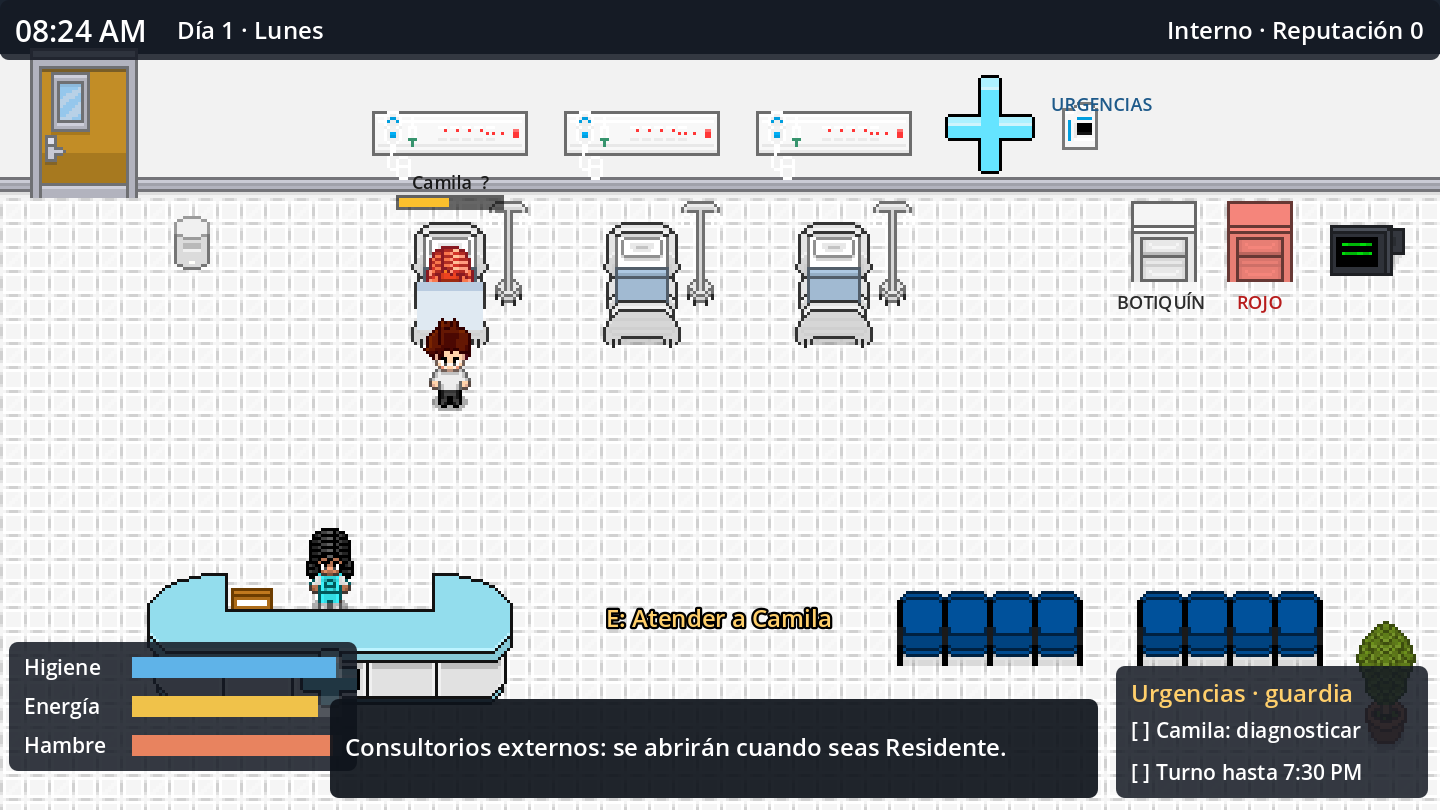 08:24 AM Día 1 · Lunes
Interno · Reputación 0
URGENCIAS
Camila ?
BOTIQUÍN
ROJO
E: Atender a Camila
Higiene
Energía
Hambre
Consultorios externos: se abrirán cuando seas Residente.
Urgencias · guardia
[ ] Camila: diagnosticar
[ ] Turno hasta 7:30 PM